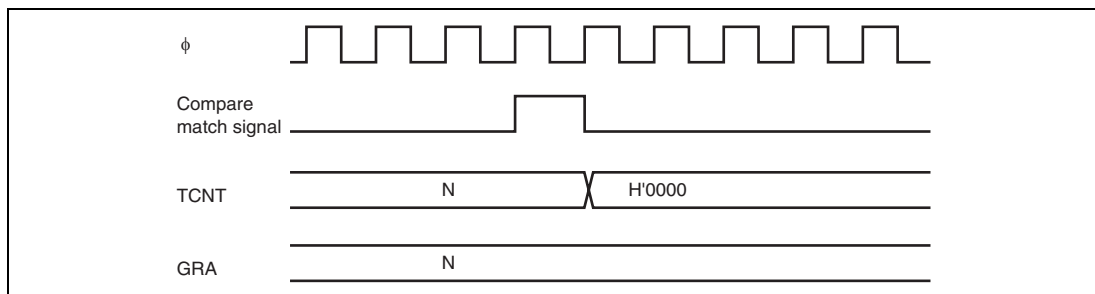 ϕ
Compare
match signal
TCNT N H'0000
GRA N